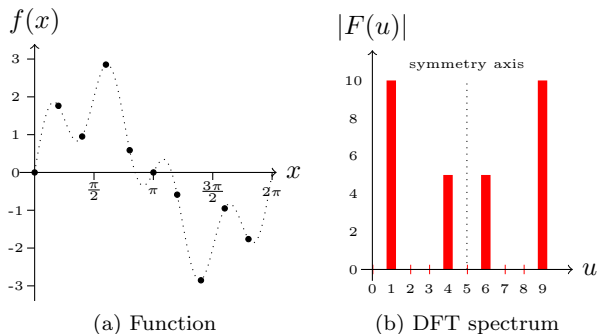 f(x)
3
2
1
0
-1
-2
-3
π/2
π
3π/2
2π
x
(a) Function
|F(u)|
symmetry axis
10
8
6
4
2
0
0 1 2 3 4 5 6 7 8 9
u
(b) DFT spectrum